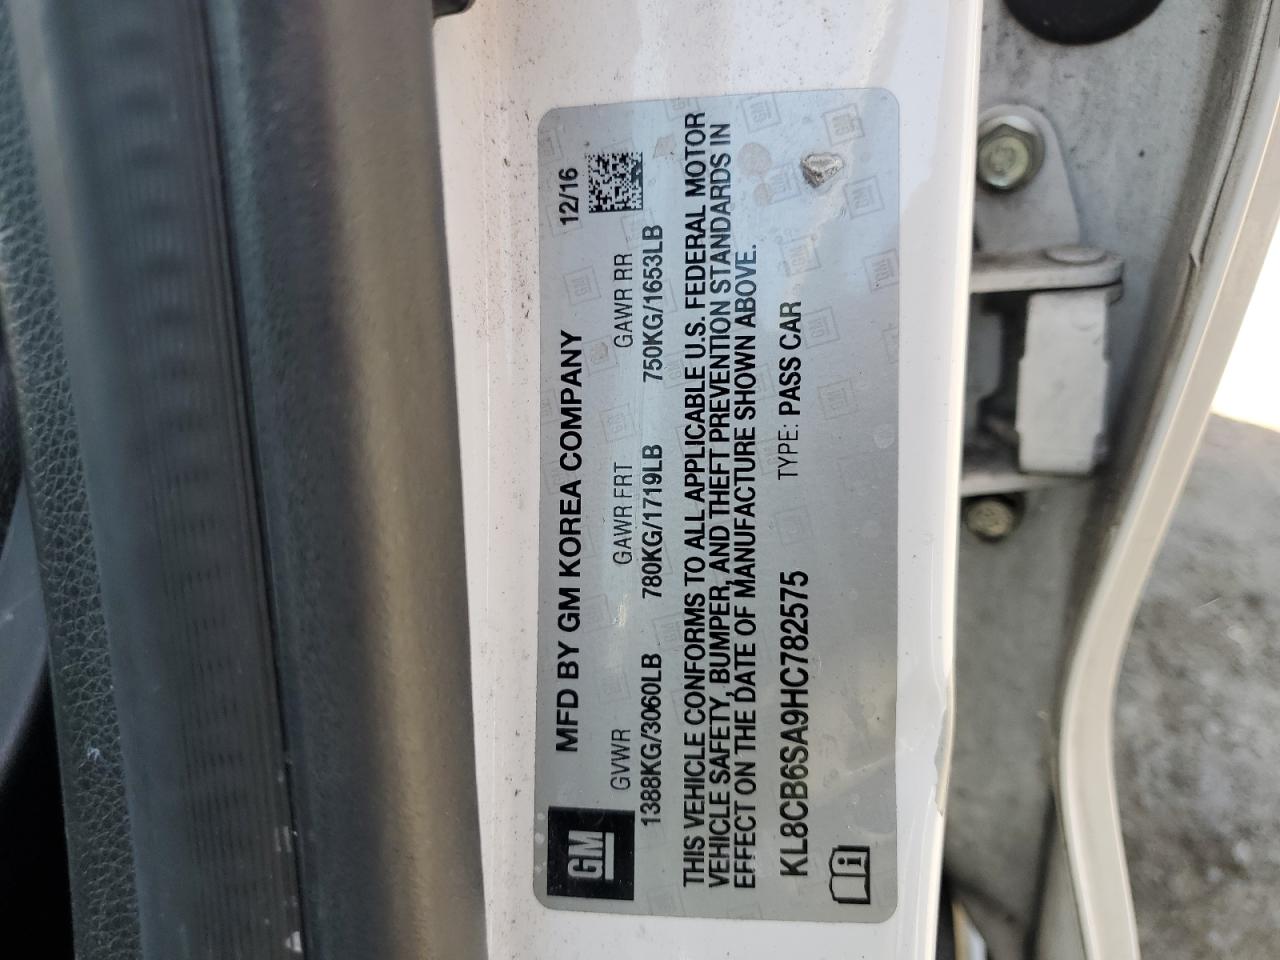 GM
MFD BY GM KOREA COMPANY 12/16
GVWR GAWR FRT GAWR RR
1388KG/3060LB 780KG/1719LB 750KG/1653LB
THIS VEHICLE CONFORMS TO ALL APPLICABLE U.S. FEDERAL MOTOR
VEHICLE SAFETY, BUMPER, AND THEFT PREVENTION STANDARDS IN
EFFECT ON THE DATE OF MANUFACTURE SHOWN ABOVE.
KL8CB6SA9HC782575 TYPE: PASS CAR